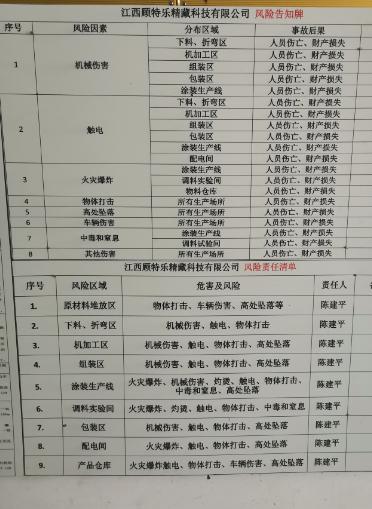 江西顾特乐精藏科技有限公司 风险告知牌
序号 风险因素 分布区域 事故后果
1 机械伤害 下料、折弯区 人员伤亡、财产损失
机加工区 人员伤亡、财产损失
组装区 人员伤亡、财产损失
包装区 人员伤亡、财产损失
涂装生产线 人员伤亡、财产损失
2 触电 下料、折弯区 人员伤亡、财产损失
机加工区 人员伤亡、财产损失
组装区 人员伤亡、财产损失
包装区 人员伤亡、财产损失
涂装生产线 人员伤亡、财产损失
配电间 人员伤亡、财产损失
3 火灾爆炸 涂装生产线 人员伤亡、财产损失
调料实验间 人员伤亡、财产损失
物料仓库 人员伤亡、财产损失
4 物体打击 所有生产场所 人员伤亡、财产损失
5 高处坠落 所有生产场所 人员伤亡、财产损失
6 车辆伤害 所有生产场所 人员伤亡、财产损失
7 中毒和窒息 涂装生产线 人员伤亡、财产损失
调料试验间 人员伤亡、财产损失
8 其他伤害 所有生产场所 人员伤亡、财产损失
江西顾特乐精藏科技有限公司 风险责任清单
序号 风险区域 危害及风险 责任人
1. 原材料堆放区 物体打击、车辆伤害、高处坠落等 陈建平
2. 下料、折弯区 机械伤害、触电、物体打击 陈建平
3. 机加工区 机械伤害、触电、物体打击、高处坠落 陈建平
4. 组装区 机械伤害、触电、物体打击、高处坠落 陈建平
5. 涂装生产线 火灾爆炸、机械伤害、灼烫、触电、物体打击、
中毒和窒息、高处坠落 陈建平
6. 调料实验间 火灾爆炸、灼烫、触电、物体打击、中毒和窒息 陈建平
7. 包装区 机械伤害、触电、物体打击、高处坠落 陈建平
8. 配电间 火灾爆炸、触电、物体打击、高处坠落 陈建平
9. 产品仓库 火灾爆炸触电、物体打击、车辆伤害、高处坠落 陈建平